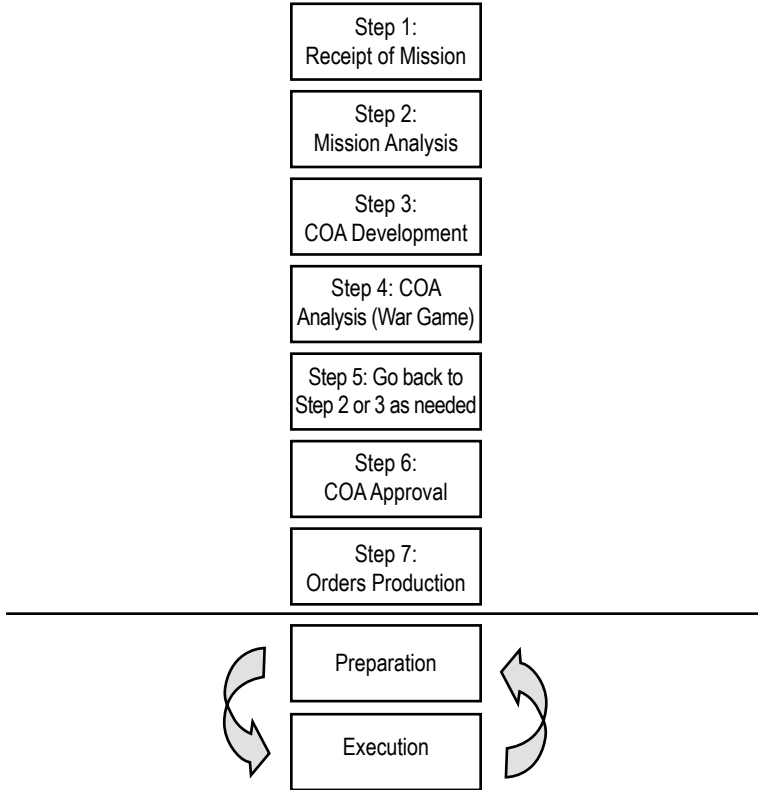 Step 1:
Receipt of Mission
Step 2:
Mission Analysis
Step 3:
COA Development
Step 4: COA
Analysis (War Game)
Step 5: Go back to
Step 2 or 3 as needed
Step 6:
COA Approval
Step 7:
Orders Production
Preparation
Execution